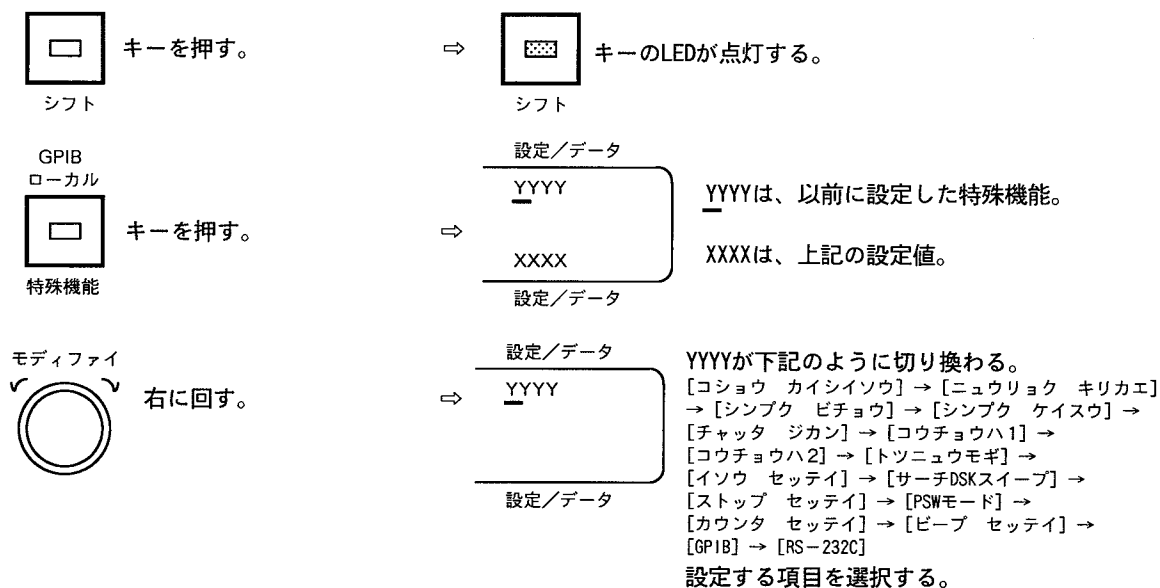 キーを押す。
⇨
キーのLEDが点灯する。
シフト
シフト
GPIB
ローカル
キーを押す。
特殊機能
⇨
設定／データ
YYYY
XXXX
設定／データ
YYYYは、以前に設定した特殊機能。
XXXXは、上記の設定値。
モディファイ
右に回す。
⇨
設定／データ
YYYY
設定／データ
YYYYが下記のように切り換わる。
[コショウ　カイシイソウ] → [ニュウリョク　キリカエ]
→ [シンプク　ビチョウ] → [シンプク　ケイスウ] →
[チャッタ　ジカン] → [コウチョウハ1] →
[コウチョウハ2] → [トツニュウモギ] →
[イソウ　セッテイ] → [サーチDSKスイープ] →
[ストップ　セッテイ] → [PSWモード] →
[カウンタ　セッテイ] → [ビープ　セッテイ] →
[GPIB] → [RS−232C]
設定する項目を選択する。